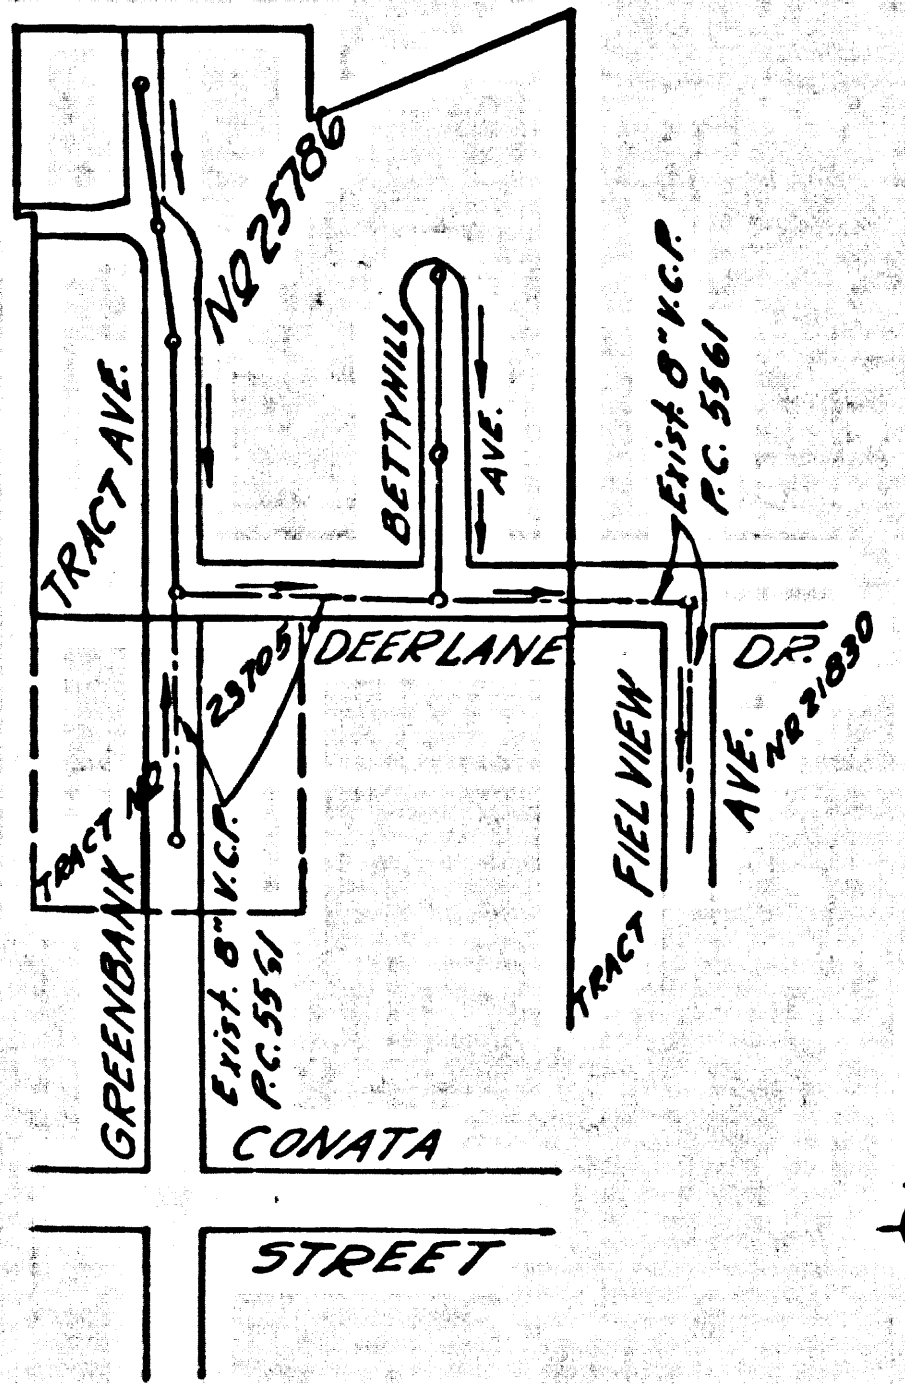 NO 25786
TRACT AVE.
BETTYHILL
AVE.
Exist. 8" V.C.P.
P.C. 5561
DEERLANE
DR.
TRACT NO
23705
FIELVIEW
AVE.
TRACT
NO 21830
GREENBANK
Exist. 8" V.C.P.
P.C. 5561
CONATA
STREET